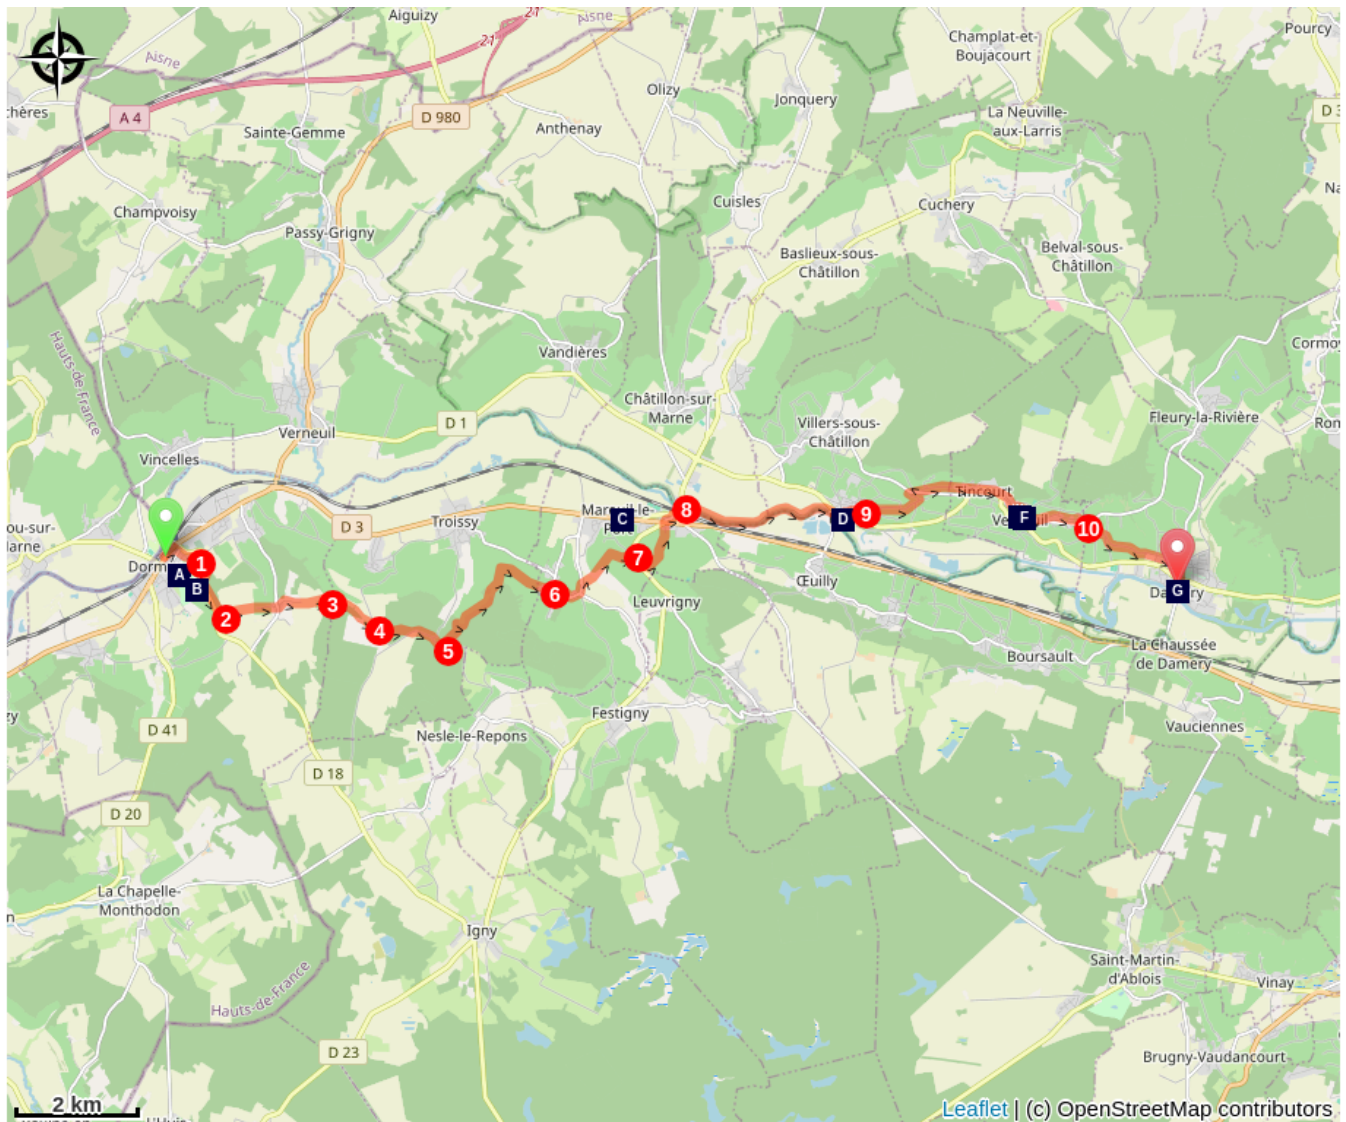 Aiguizy
Aisne
21
Pourcy
Aisne
21
Champlat-et-
Boujacourt
chères
A 4
D 980
Olizy
Jonquery
La Neuville-
aux-Larris
Sainte-Gemme
Anthenay
Champvoisy
Passy-Grigny
Cuisles
Cuchery
Baslieux-sous-
Châtillon
Belval-sous-
Châtillon
Hauts-de-France
Vandières
Châtillon-sur-
Marne
D 1
Verneuil
Villers-sous-
Châtillon
Fleury-la-Rivière
Vincelles
D 3
Troissy
C
8
D
9
Tincourt
F
10
1
A
B
2
3
4
5
6
7
Leuvrigny
Œuilly
G
Boursault
La Chaussée
de Damery
D 41
Festigny
Nesle-le-Repons
Vauciennes
D 18
D 20
La Chapelle-
Monthodon
Igny
Saint-Martin-
d'Ablois
Vinay
Hauts-de-France
D 23
Brugny-Vaudancourt
2 km
Leaflet | (c) OpenStreetMap contributors